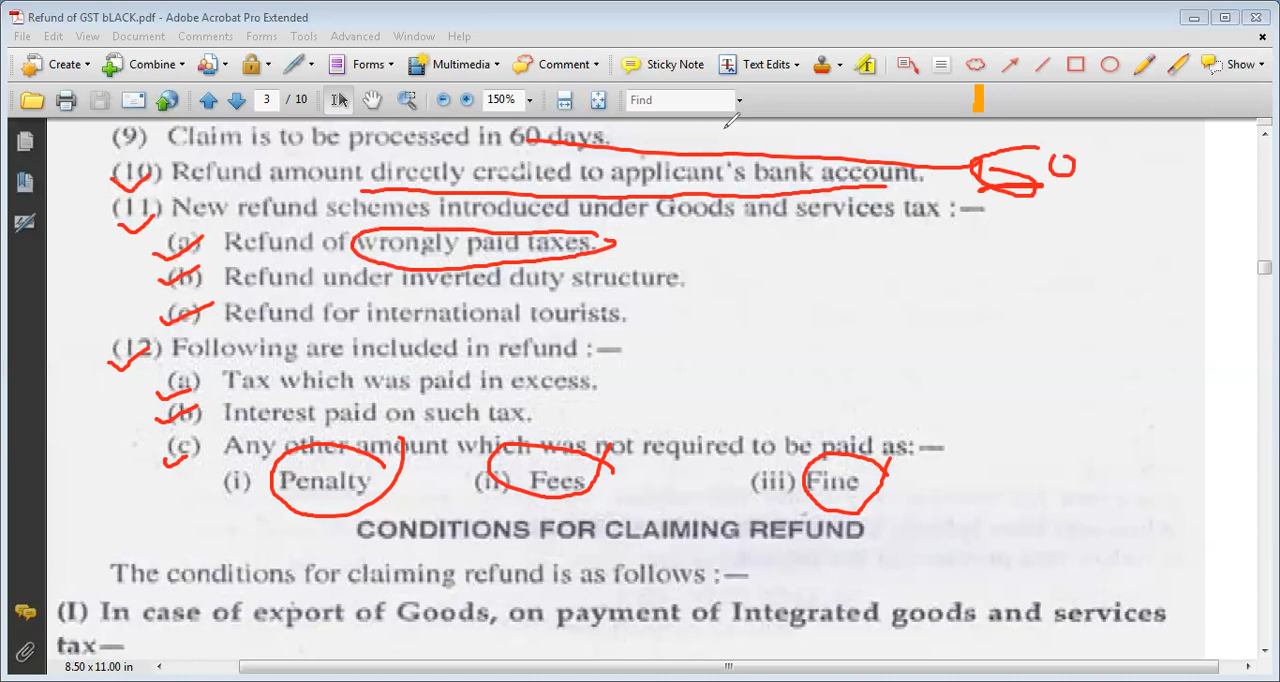 Refund of GST bLACK.pdf - Adobe Acrobat Pro Extended
File Edit View Document Comments Forms Tools Advanced Window Help
Create Combine Forms Multimedia Comment Sticky Note Text Edits Show
3 / 10 150% Find
(9) Claim is to be processed in 60 days.
(10) Refund amount directly credited to applicant's bank account.
(11) New refund schemes introduced under Goods and services tax :—
(a) Refund of wrongly paid taxes.
(b) Refund under inverted duty structure.
(c) Refund for international tourists.
(12) Following are included in refund :—
(a) Tax which was paid in excess.
(b) Interest paid on such tax.
(c) Any other amount which was not required to be paid as:—
(i) Penalty (ii) Fees (iii) Fine
CONDITIONS FOR CLAIMING REFUND
The conditions for claiming refund is as follows :—
(I) In case of export of Goods, on payment of Integrated goods and services
tax—
8.50 x 11.00 in